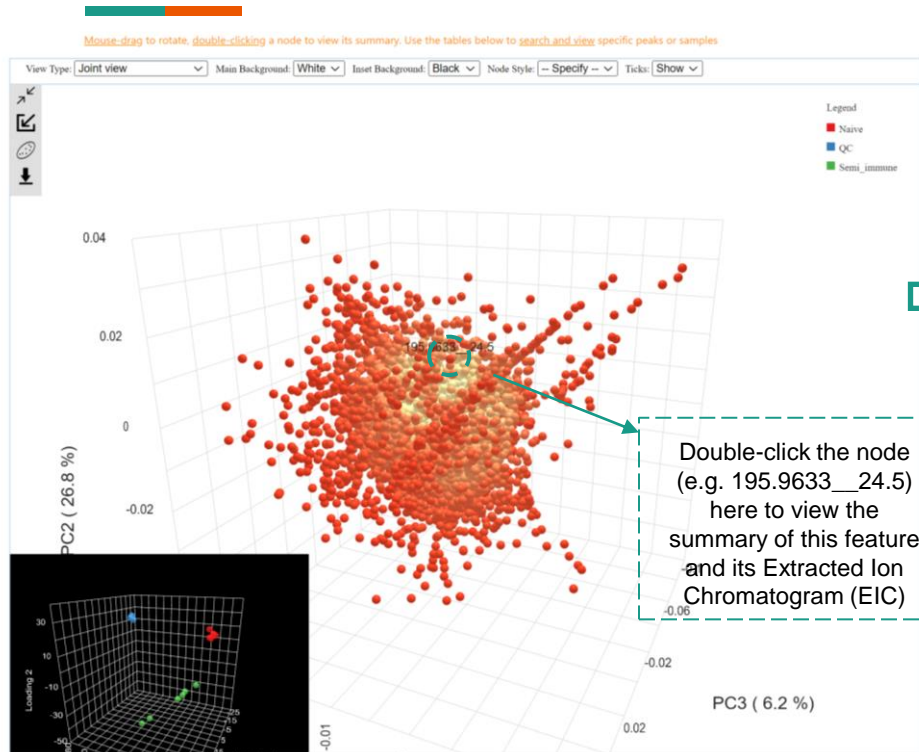 Mouse-drag to rotate, double-clicking a node to view its summary. Use the tables below to search and view specific peaks or samples
View Type: Joint view Main Background: White Inset Background: Black Node Style: -- Specify -- Ticks: Show
Legend
Naive
QC
Semi_immune
0.04
0.02
0
-0.02
PC2 ( 26.8 %)
195.9633__24.5
Double-click the node
(e.g. 195.9633__24.5)
here to view the
summary of this feature
and its Extracted Ion
Chromatogram (EIC)
-0.06
-0.02
0.02
PC3 ( 6.2 %)
-0.01
30
10
-10
-30
-50
Loading 2
25
15
5